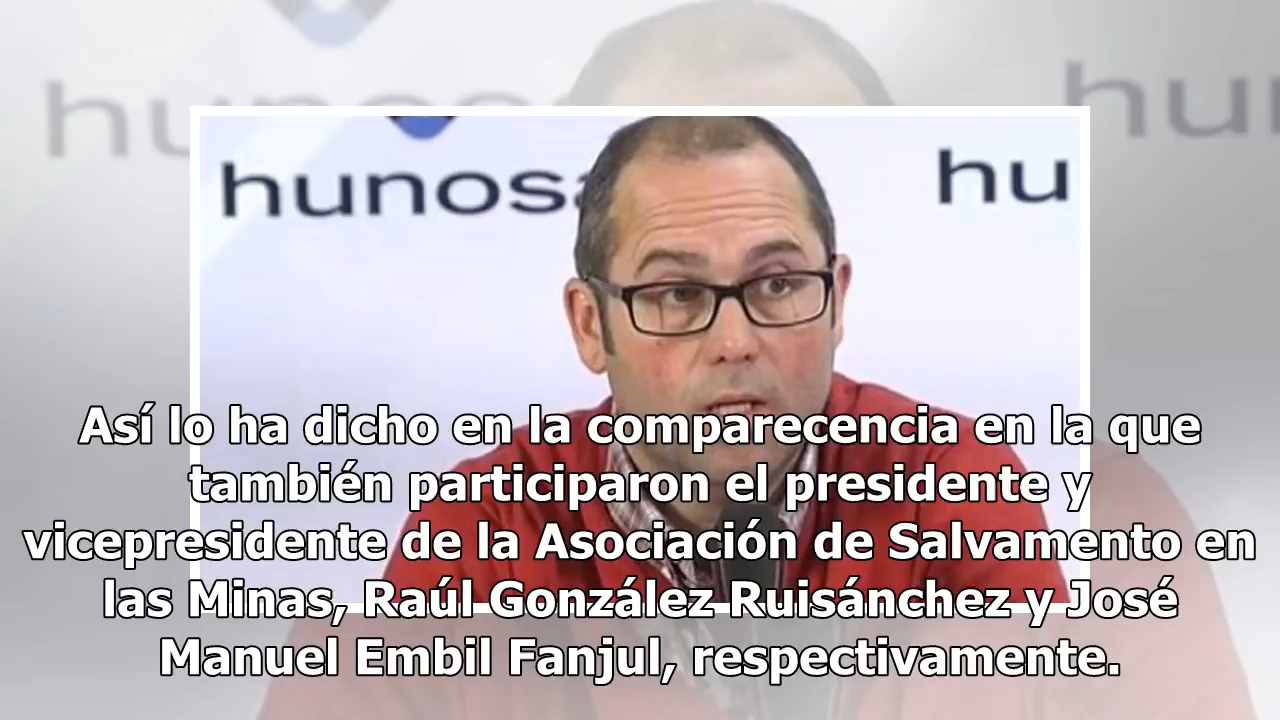 hunosa
hu
Así lo ha dicho en la comparecencia en la que
también participaron el presidente y
vicepresidente de la Asociación de Salvamento en
las Minas, Raúl González Ruisánchez y José
Manuel Embil Fanjul, respectivamente.